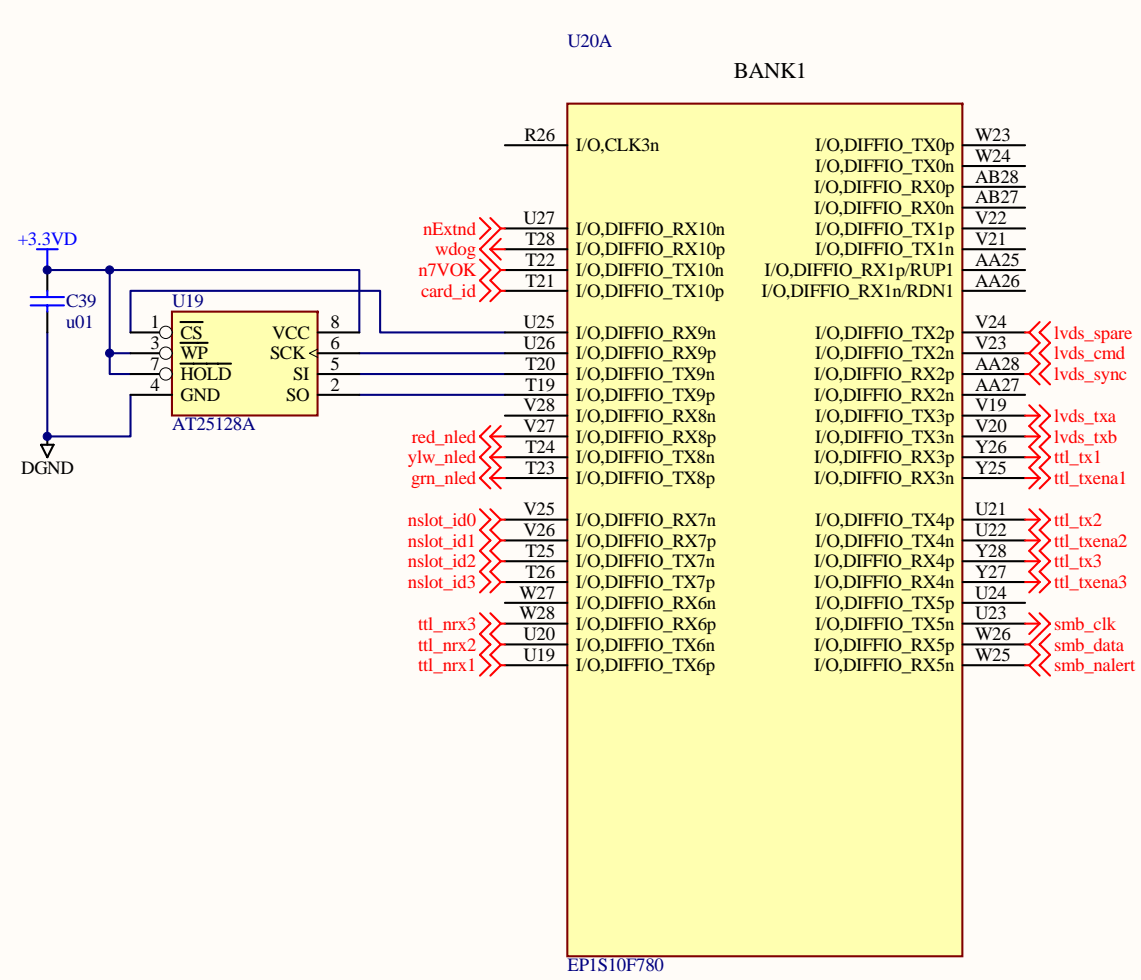 U20A
BANK1
R26 I/O,CLK3n I/O,DIFFIO_TX0p W23
I/O,DIFFIO_TX0n W24
I/O,DIFFIO_RX0p AB28
I/O,DIFFIO_RX0n AB27
nExtnd U27 I/O,DIFFIO_RX10n I/O,DIFFIO_TX1p V22
wdog T28 I/O,DIFFIO_RX10p I/O,DIFFIO_TX1n V21
n7VOK T22 I/O,DIFFIO_TX10n I/O,DIFFIO_RX1p/RUP1 AA25
card_id T21 I/O,DIFFIO_TX10p I/O,DIFFIO_RX1n/RDN1 AA26
+3.3VD
C39
u01
U19
1 CS VCC 8
3 WP SCK 6
7 HOLD SI 5
4 GND SO 2
AT25128A
DGND
U25 I/O,DIFFIO_RX9n I/O,DIFFIO_TX2p V24 lvds_spare
U26 I/O,DIFFIO_RX9p I/O,DIFFIO_TX2n V23 lvds_cmd
T20 I/O,DIFFIO_TX9n I/O,DIFFIO_RX2p AA28 lvds_sync
T19 I/O,DIFFIO_TX9p I/O,DIFFIO_RX2n AA27
V28 I/O,DIFFIO_RX8n I/O,DIFFIO_TX3p V19 lvds_txa
red_nled V27 I/O,DIFFIO_RX8p I/O,DIFFIO_TX3n V20 lvds_txb
ylw_nled T24 I/O,DIFFIO_TX8n I/O,DIFFIO_RX3p Y26 ttl_tx1
grn_nled T23 I/O,DIFFIO_TX8p I/O,DIFFIO_RX3n Y25 ttl_txena1
nslot_id0 V25 I/O,DIFFIO_RX7n I/O,DIFFIO_TX4p U21 ttl_tx2
nslot_id1 V26 I/O,DIFFIO_RX7p I/O,DIFFIO_TX4n U22 ttl_txena2
nslot_id2 T25 I/O,DIFFIO_TX7n I/O,DIFFIO_RX4p Y28 ttl_tx3
nslot_id3 T26 I/O,DIFFIO_TX7p I/O,DIFFIO_RX4n Y27 ttl_txena3
W27 I/O,DIFFIO_RX6n I/O,DIFFIO_TX5p U24
ttl_nrx3 W28 I/O,DIFFIO_RX6p I/O,DIFFIO_TX5n U23 smb_clk
ttl_nrx2 U20 I/O,DIFFIO_TX6n I/O,DIFFIO_RX5p W26 smb_data
ttl_nrx1 U19 I/O,DIFFIO_TX6p I/O,DIFFIO_RX5n W25 smb_nalert
EP1S10F780